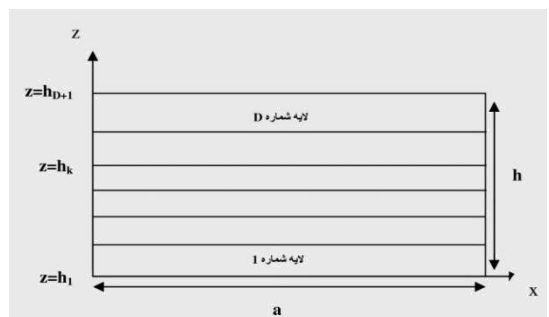 z
z=h_{D+1}
لایه شماره D
z=h_k
h
لایه شماره 1
z=h_1
x
a